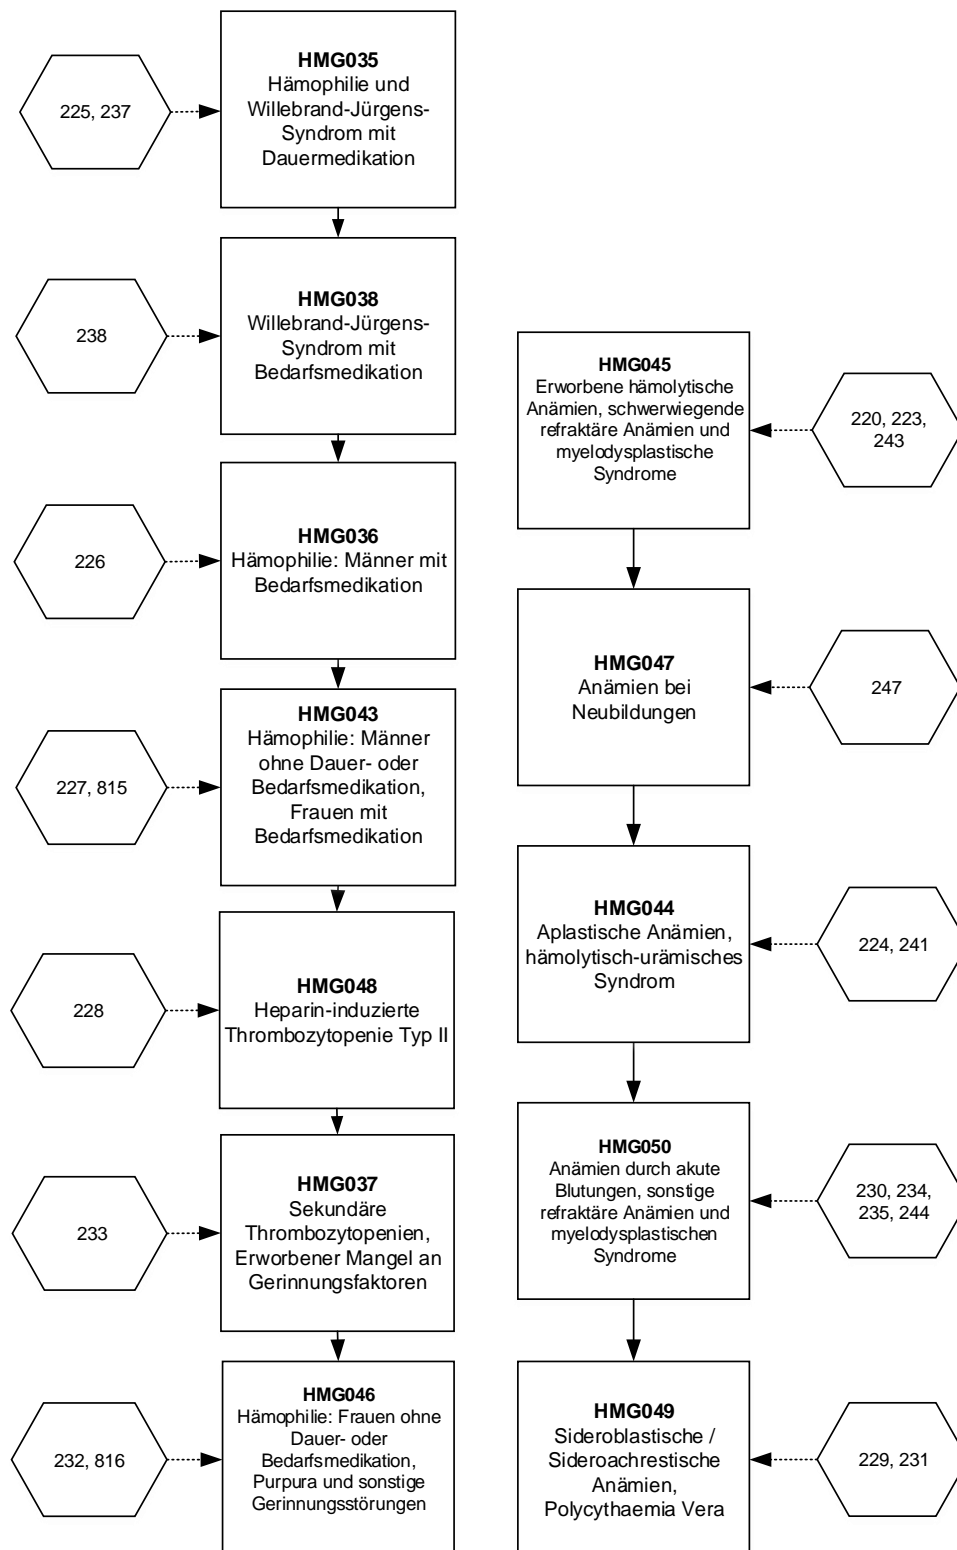 HMG035
Hämophilie und
Willebrand-Jürgens-
Syndrom mit
Dauermedikation
225, 237
HMG038
Willebrand-Jürgens-
Syndrom mit
Bedarfsmedikation
238
HMG036
Hämophilie: Männer mit
Bedarfsmedikation
226
HMG043
Hämophilie: Männer
ohne Dauer- oder
Bedarfsmedikation,
Frauen mit
Bedarfsmedikation
227, 815
HMG048
Heparin-induzierte
Thrombozytopenie Typ II
228
HMG037
Sekundäre
Thrombozytopenien,
Erworbener Mangel an
Gerinnungsfaktoren
233
HMG046
Hämophilie: Frauen ohne
Dauer- oder
Bedarfsmedikation,
Purpura und sonstige
Gerinnungsstörungen
232, 816
HMG045
Erworbene hämolytische
Anämien, schwerwiegende
refraktäre Anämien und
myelodysplastische
Syndrome
220, 223,
243
HMG047
Anämien bei
Neubildungen
247
HMG044
Aplastische Anämien,
hämolytisch-urämisches
Syndrom
224, 241
HMG050
Anämien durch akute
Blutungen, sonstige
refraktäre Anämien und
myelodysplastischen
Syndrome
230, 234,
235, 244
HMG049
Sideroblastische /
Sideroachrestische
Anämien,
Polycythaemia Vera
229, 231